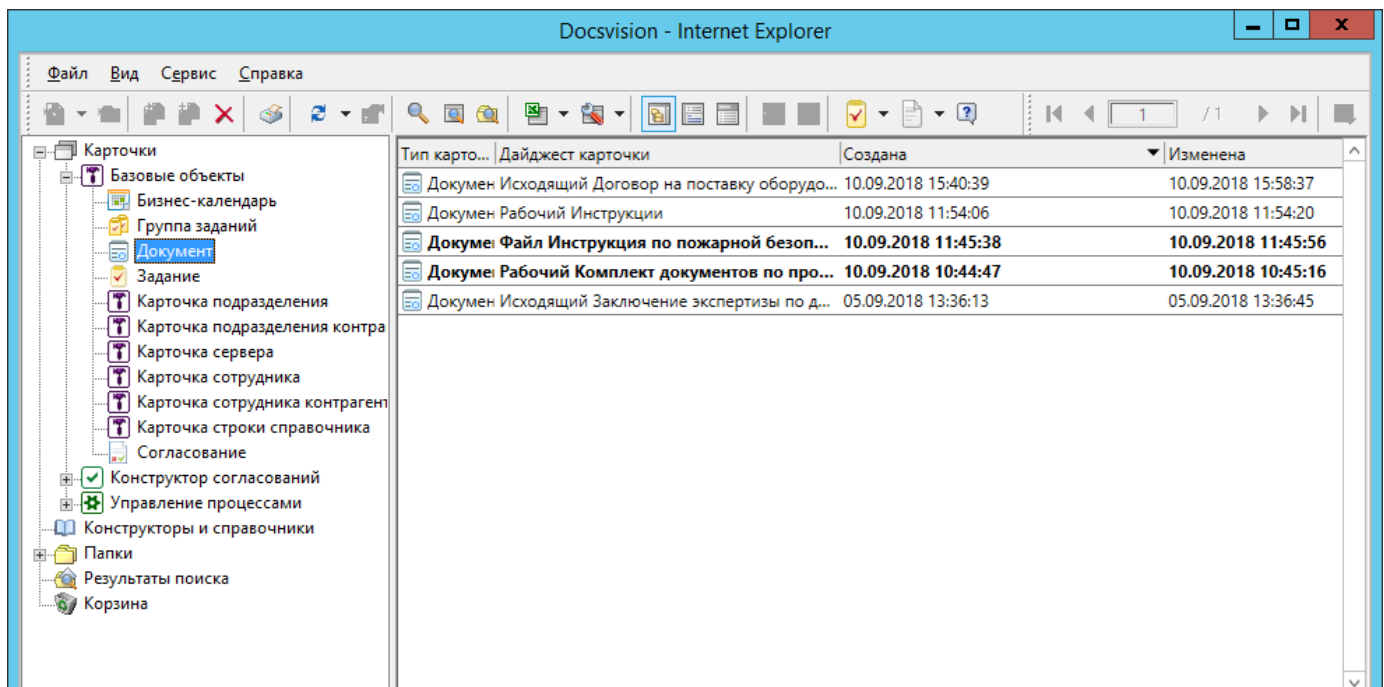 Docsvision - Internet Explorer
Файл Вид Сервис Справка
1 /1
Карточки
Базовые объекты
Бизнес-календарь
Группа заданий
Документ
Задание
Карточка подразделения
Карточка подразделения контра
Карточка сервера
Карточка сотрудника
Карточка сотрудника контрагент
Карточка строки справочника
Согласование
Конструктор согласований
Управление процессами
Конструкторы и справочники
Папки
Результаты поиска
Корзина
Тип карто... Дайджест карточки Создана Изменена
Докумен Исходящий Договор на поставку оборудо... 10.09.2018 15:40:39 10.09.2018 15:58:37
Докумен Рабочий Инструкции 10.09.2018 11:54:06 10.09.2018 11:54:20
Докуме Файл Инструкция по пожарной безоп... 10.09.2018 11:45:38 10.09.2018 11:45:56
Докуме Рабочий Комплект документов по про... 10.09.2018 10:44:47 10.09.2018 10:45:16
Докумен Исходящий Заключение экспертизы по д... 05.09.2018 13:36:13 05.09.2018 13:36:45